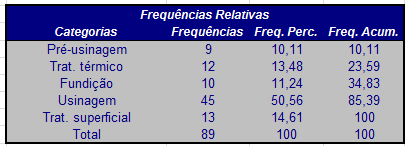 Frequências Relativas
Categorias Frequências Freq. Perc. Freq. Acum.
Pré-usinagem 9 10,11 10,11
Trat. térmico 12 13,48 23,59
Fundição 10 11,24 34,83
Usinagem 45 50,56 85,39
Trat. superficial 13 14,61 100
Total 89 100 100